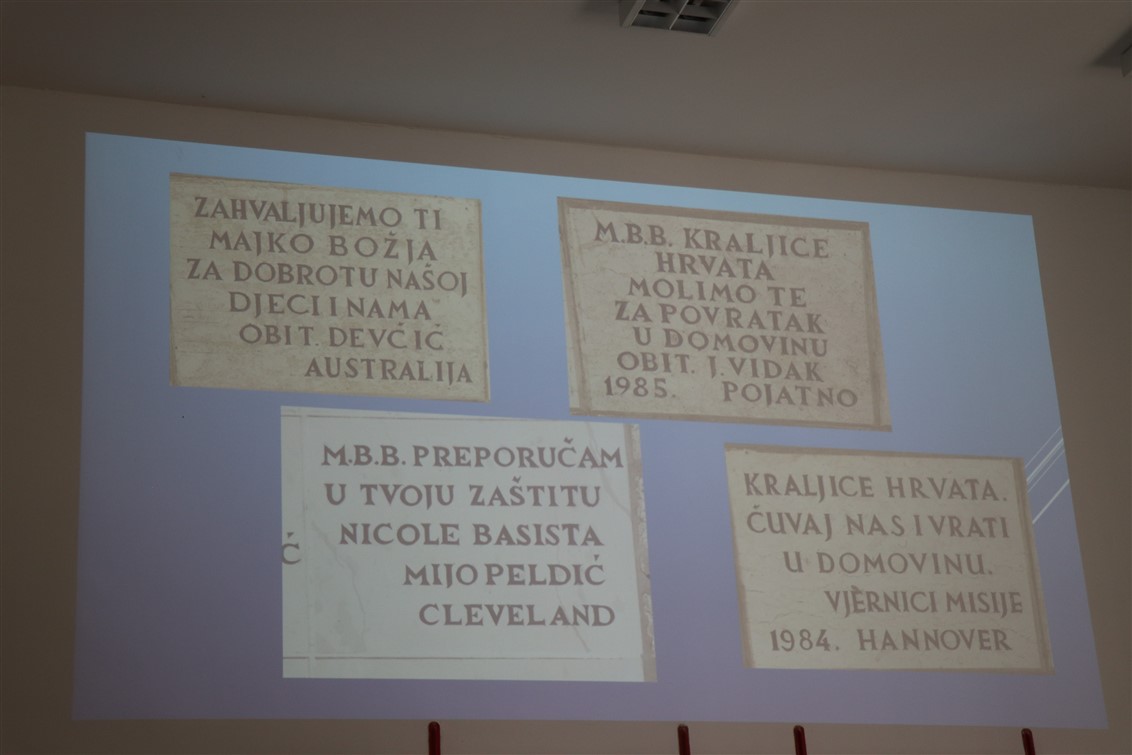 ZAHVALJUJEMO TI
MAJKO BOŽJA
ZA DOBROTU NAŠOJ
DJECI I NAMA
OBIT. DEVČIĆ
AUSTRALIJA
M.B.B. KRALJICE
HRVATA
MOLIMO TE
ZA POVRATAK
U DOMOVINU
OBIT. J. VIDAK
1985. POJATNO
M.B.B. PREPORUČAM
U TVOJU ZAŠTITU
NICOLE BASISTA
MIJO PELDIĆ
CLEVELAND
Ć
KRALJICE HRVATA.
ČUVAJ NAS I VRATI
U DOMOVINU.
VJERNICI MISIJE
1984. HANNOVER